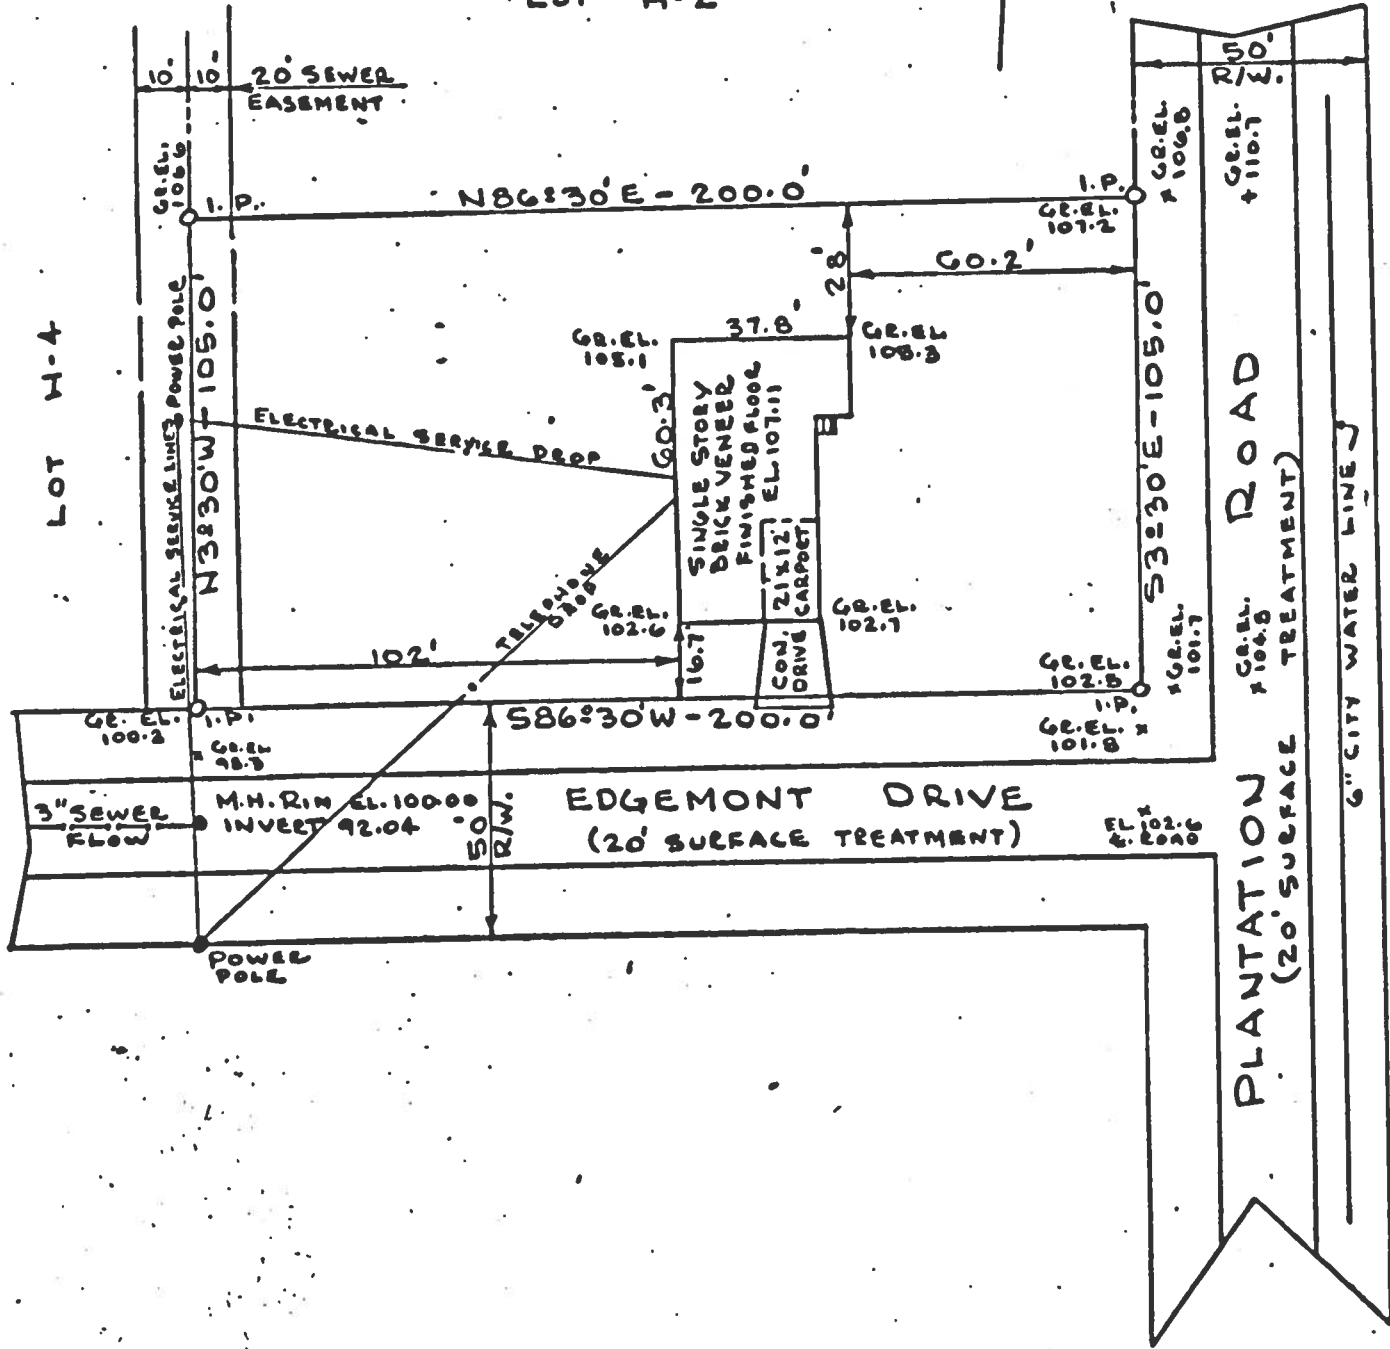 LOT H-2
10' 10' 20' SEWER
EASEMENT
50'
R/W.
GR.EL.
106.6
I.P.
N86°30'E - 200.0'
I.P.
GR.EL.
107.2
GR.EL.
106.8
GR.EL.
110.7
LOT H-4
ELECTRICAL SERVICE LINES POWER POLE
N3°30'W - 105.0'
28'
60.2'
37.8'
GR.EL.
105.1
GR.EL.
105.3
60.3'
ELECTRICAL SERVICE DROP
SINGLE STORY
BRICK VENEER
FINISHED FLOOR
EL. 107.11
21'x12'
CARPORT
S3°30'E - 105.0'
TELEPHONE
DROP
GR.EL.
102.6
GR.EL.
102.7
102'
16.7'
CON.
DRIVE
GR.EL.
102.5
I.P.
GR.EL.
101.7
GR.EL.
104.8
GR.EL.
101.8
GR. EL.
100.2
I.P.
S86°30'W - 200.0'
GR.EL.
98.3
3" SEWER
FLOW
M.H. RIM EL. 100.00
INVERT 92.04
50'
R/W.
EDGEMONT DRIVE
(20' SURFACE TREATMENT)
EL. 102.6
℄ ROAD
POWER
POLE
PLANTATION ROAD
(20' SURFACE TREATMENT)
6" CITY WATER LINE